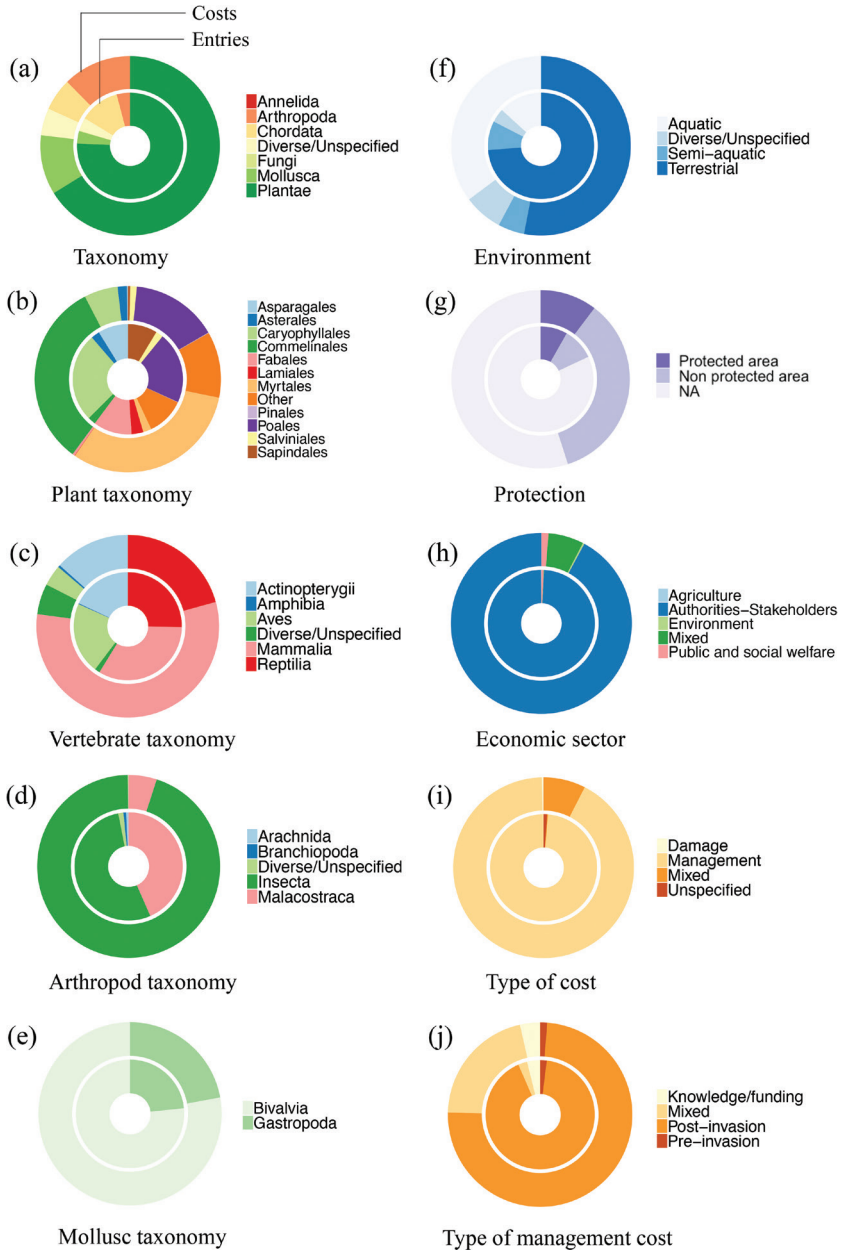 Costs
Entries
(a)
Annelida
Arthropoda
Chordata
Diverse/Unspecified
Fungi
Mollusca
Plantae
Taxonomy
(f)
Aquatic
Diverse/Unspecified
Semi-aquatic
Terrestrial
Environment
(b)
Asparagales
Asterales
Caryophyllales
Commelinales
Fabales
Lamiales
Myrtales
Other
Pinales
Poales
Salviniales
Sapindales
Plant taxonomy
(g)
Protected area
Non protected area
NA
Protection
(c)
Actinopterygii
Amphibia
Aves
Diverse/Unspecified
Mammalia
Reptilia
Vertebrate taxonomy
(h)
Agriculture
Authorities-Stakeholders
Environment
Mixed
Public and social welfare
Economic sector
(d)
Arachnida
Branchiopoda
Diverse/Unspecified
Insecta
Malacostraca
Arthropod taxonomy
(i)
Damage
Management
Mixed
Unspecified
Type of cost
(e)
Bivalvia
Gastropoda
Mollusc taxonomy
(j)
Knowledge/funding
Mixed
Post-invasion
Pre-invasion
Type of management cost